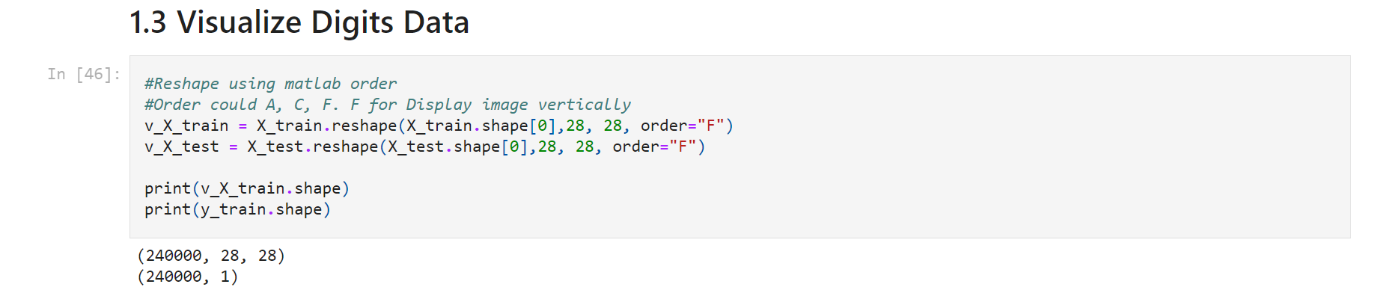 1.3 Visualize Digits Data
In [46]:
#Reshape using matlab order
#Order could A, C, F. F for Display image vertically
v_X_train = X_train.reshape(X_train.shape[0],28, 28, order="F")
v_X_test = X_test.reshape(X_test.shape[0],28, 28, order="F")
print(v_X_train.shape)
print(y_train.shape)
(240000, 28, 28)
(240000, 1)